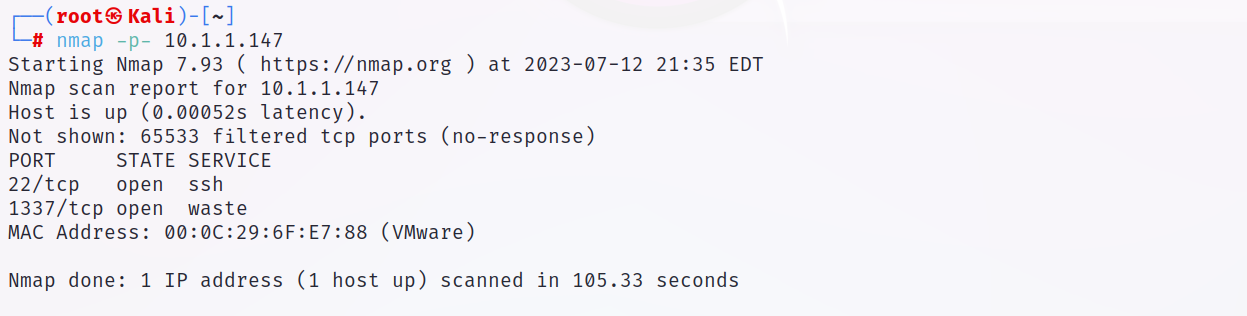 ┌──(root㉿Kali)-[~]
└─# nmap -p- 10.1.1.147
Starting Nmap 7.93 ( https://nmap.org ) at 2023-07-12 21:35 EDT
Nmap scan report for 10.1.1.147
Host is up (0.00052s latency).
Not shown: 65533 filtered tcp ports (no-response)
PORT     STATE SERVICE
22/tcp   open  ssh
1337/tcp open  waste
MAC Address: 00:0C:29:6F:E7:88 (VMware)
Nmap done: 1 IP address (1 host up) scanned in 105.33 seconds